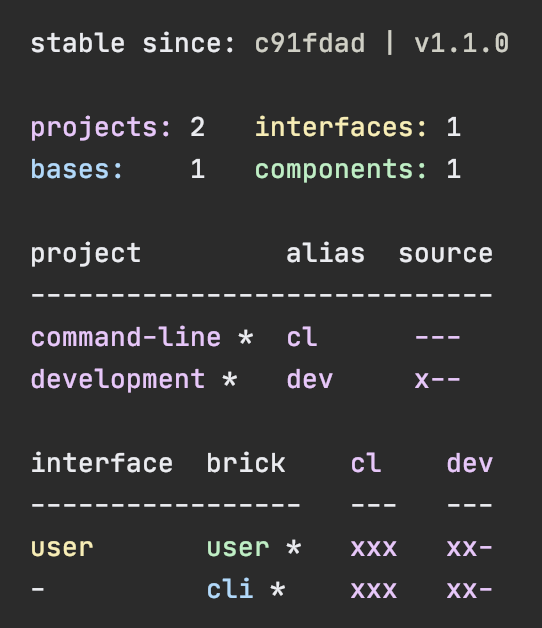 stable since: c91fdad | v1.1.0
projects: 2   interfaces: 1
bases:    1   components: 1
project         alias  source
-----------------------------
command-line *  cl      ---
development *   dev     x--
interface  brick    cl    dev
-----------------   ---   ---
user       user *   xxx   xx-
-          cli *    xxx   xx-